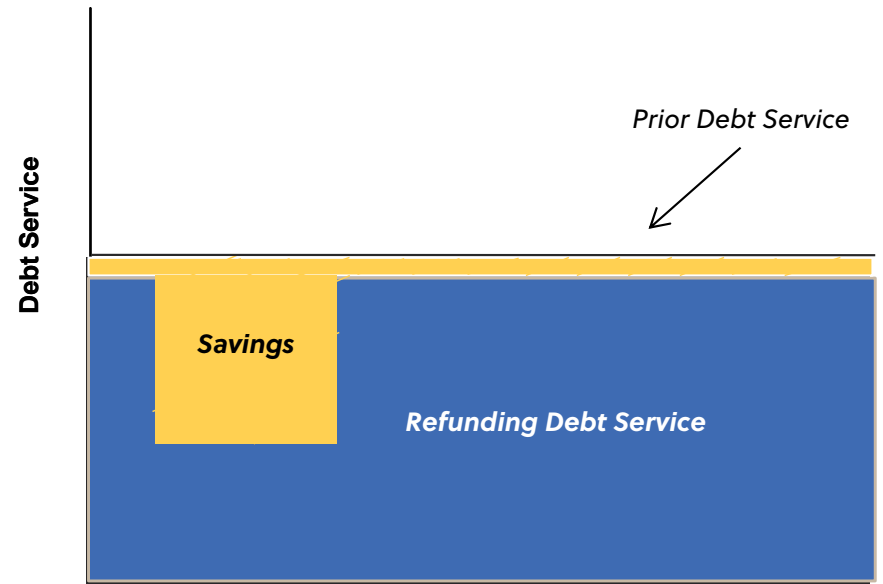 Prior Debt Service
Debt Service
Savings
Refunding Debt Service